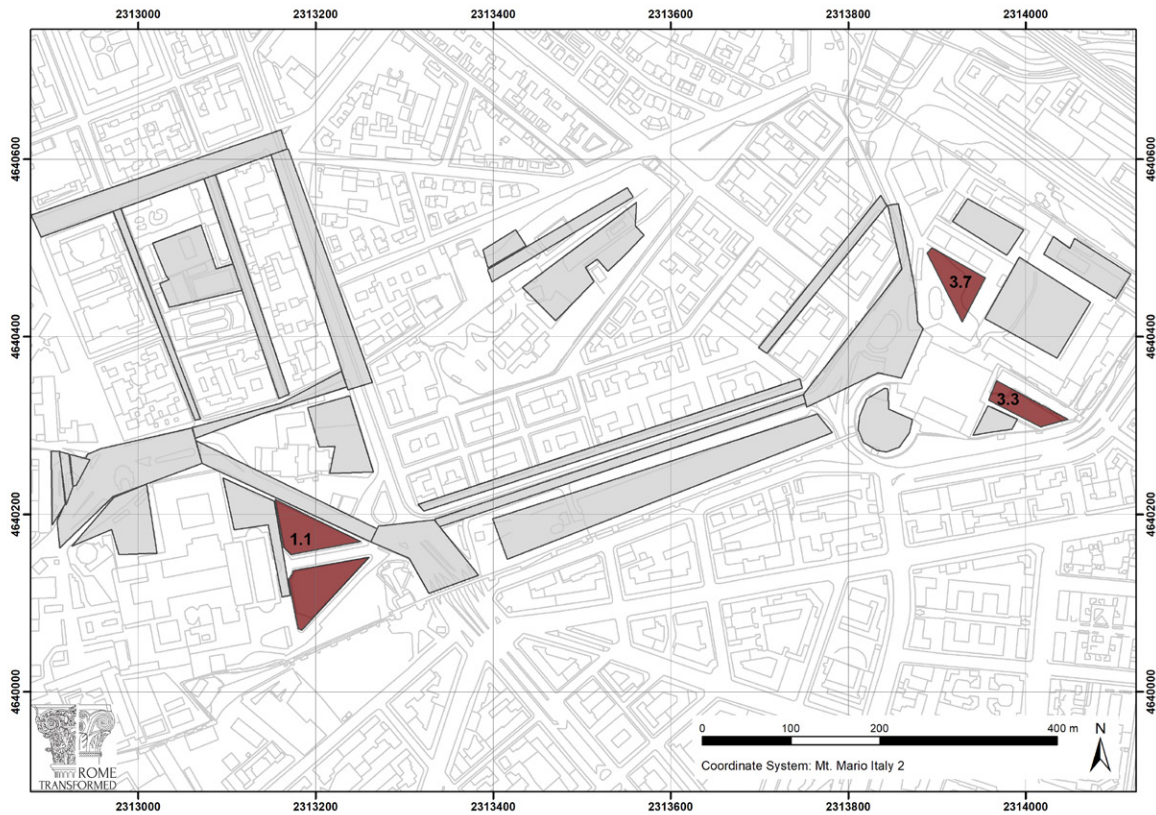 2313000 2313200 2313400 2313600 2313800 2314000
4640600 4640600
3.7
4640400 4640400
3.3
4640200 4640200
1.1
4640000 4640000
0 100 200 400 m
N
Coordinate System: Mt. Mario Italy 2
ROME
TRANSFORMED
2313000 2313200 2313400 2313600 2313800 2314000